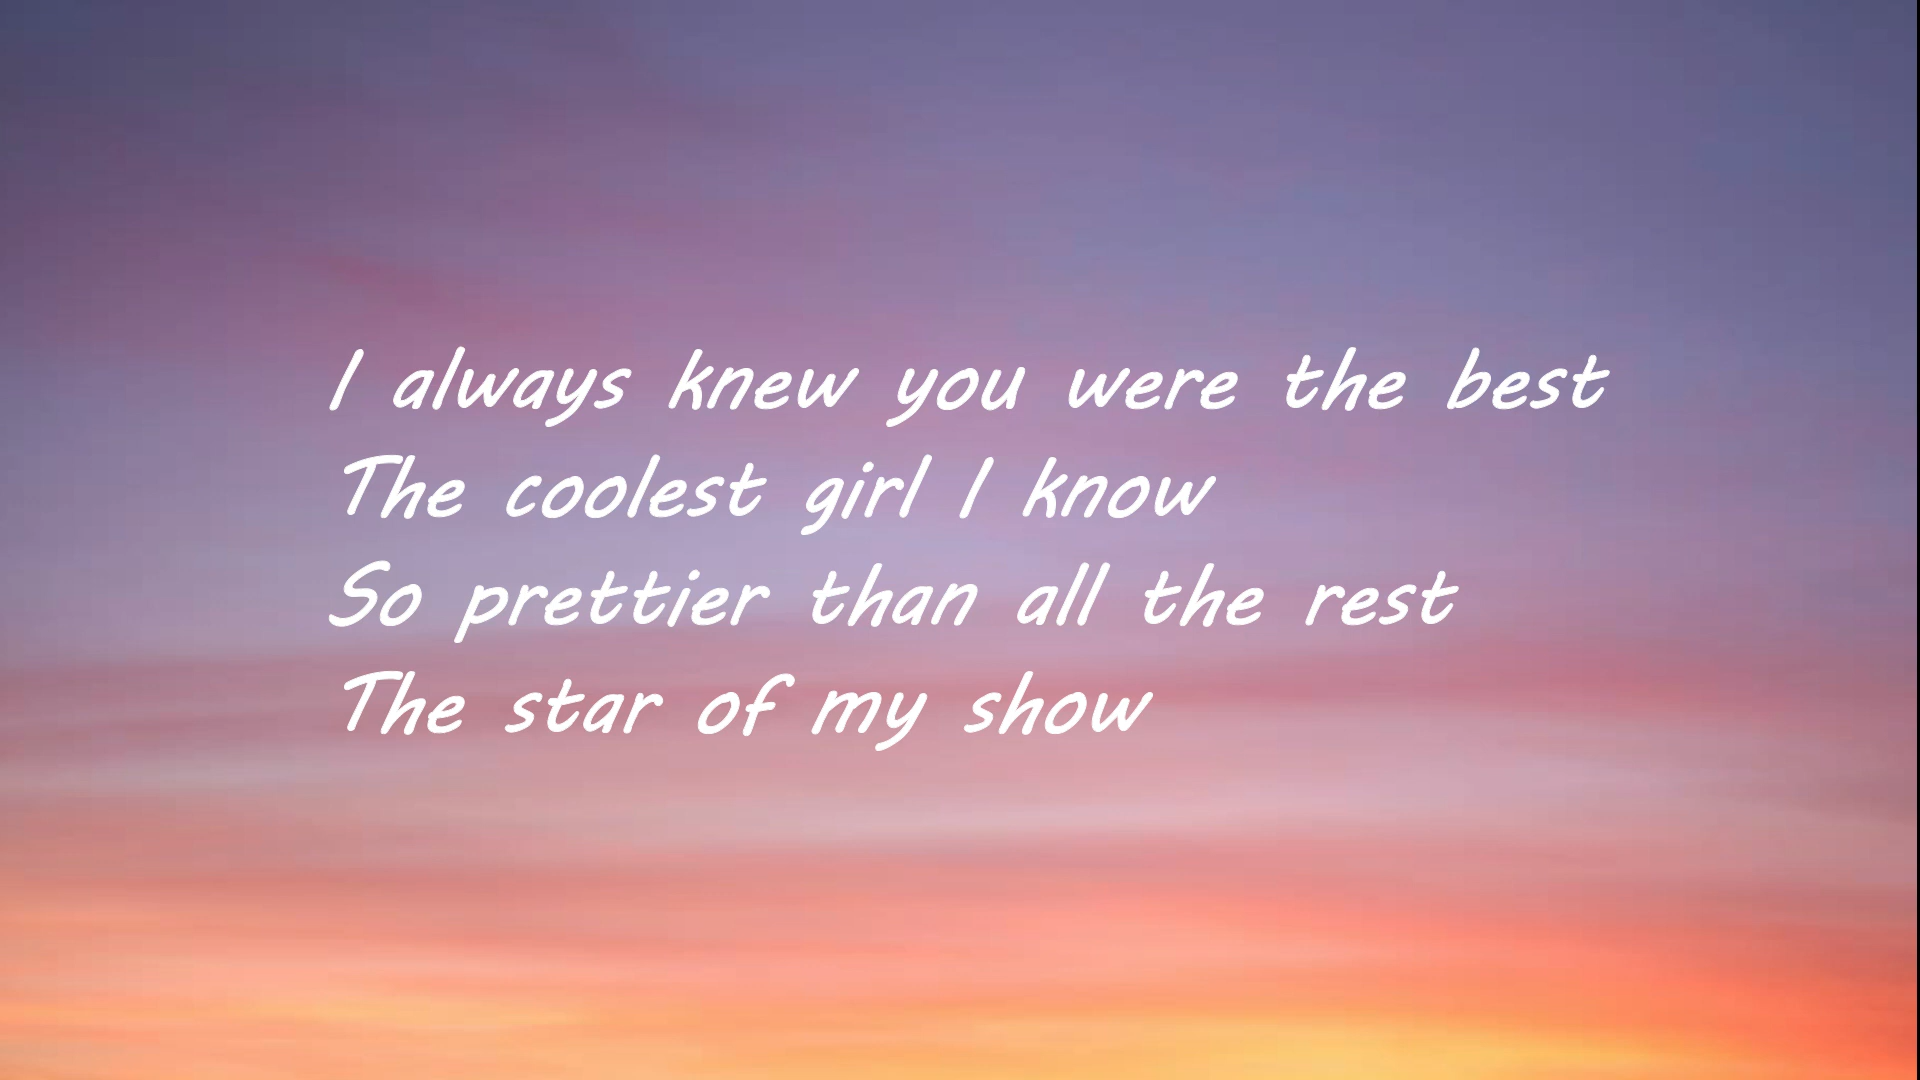 I always knew you were the best
The coolest girl I know
So prettier than all the rest
The star of my show